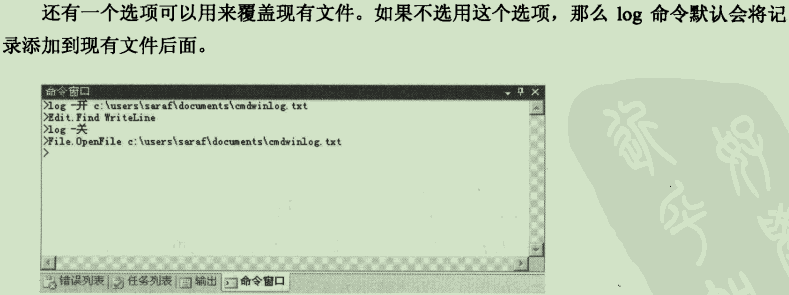 还有一个选项可以用来覆盖现有文件。如果不选用这个选项，那么 log 命令默认会将记
录添加到现有文件后面。
命令窗口
>log -开 c:\users\saraf\documents\cmdwinlog.txt
>Edit.Find WriteLine
>log -关
>File.OpenFile c:\users\saraf\documents\cmdwinlog.txt
>
错误列表 任务列表 输出 命令窗口